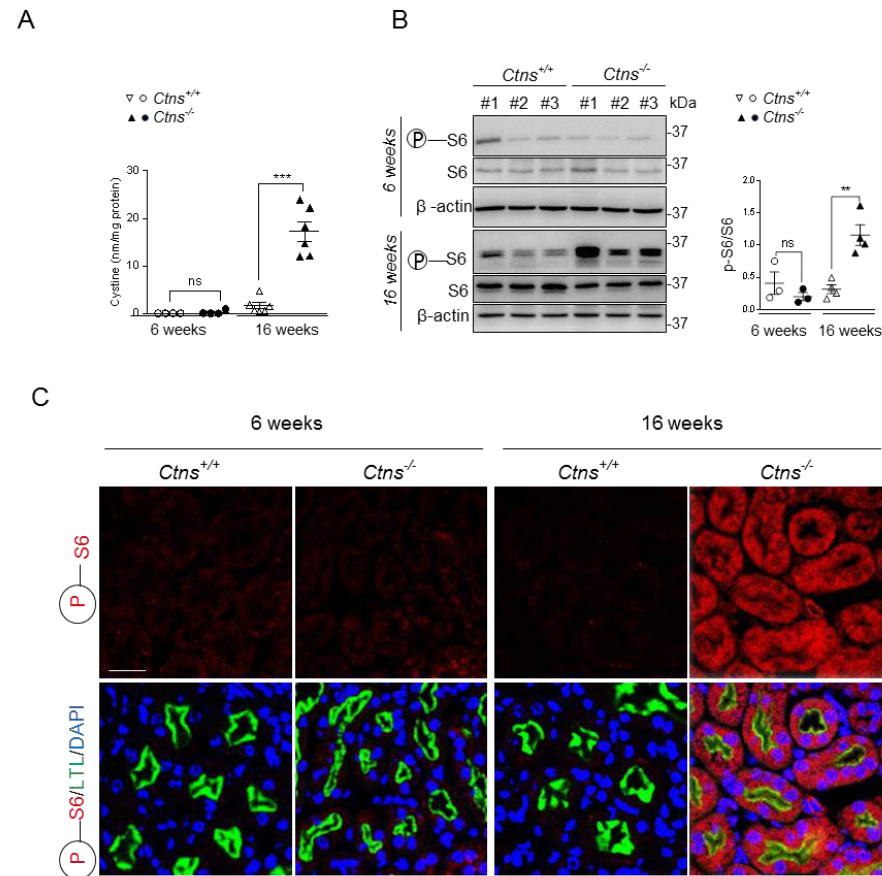 A
▽ ○ Ctns+/+
▲ ● Ctns-/-
Cystine (nm/mg protein)
30
20
10
0
ns
***
6 weeks
16 weeks
B
Ctns+/+
Ctns-/-
#1 #2 #3 #1 #2 #3 kDa
6 weeks
P—S6
-37
S6
-37
β -actin
-37
16 weeks
P—S6
-37
S6
-37
β-actin
-37
▽ ○ Ctns+/+
▲ ● Ctns-/-
p-S6/S6
2.0
1.5
1.0
0.5
0.0
ns
**
6 weeks
16 weeks
C
6 weeks
16 weeks
Ctns+/+
Ctns-/-
Ctns+/+
Ctns-/-
P—S6
P—S6/LTL/DAPI